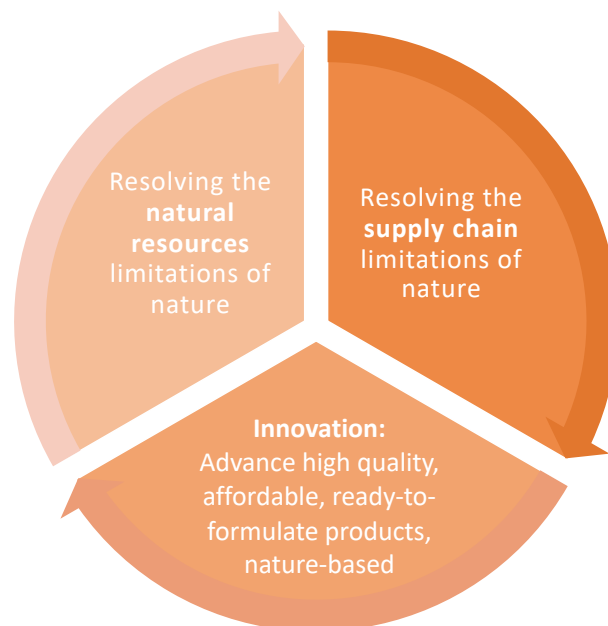 Resolving the
natural
resources
limitations of
nature
Resolving the
supply chain
limitations of
nature
Innovation:
Advance high quality,
affordable, ready-to-
formulate products,
nature-based